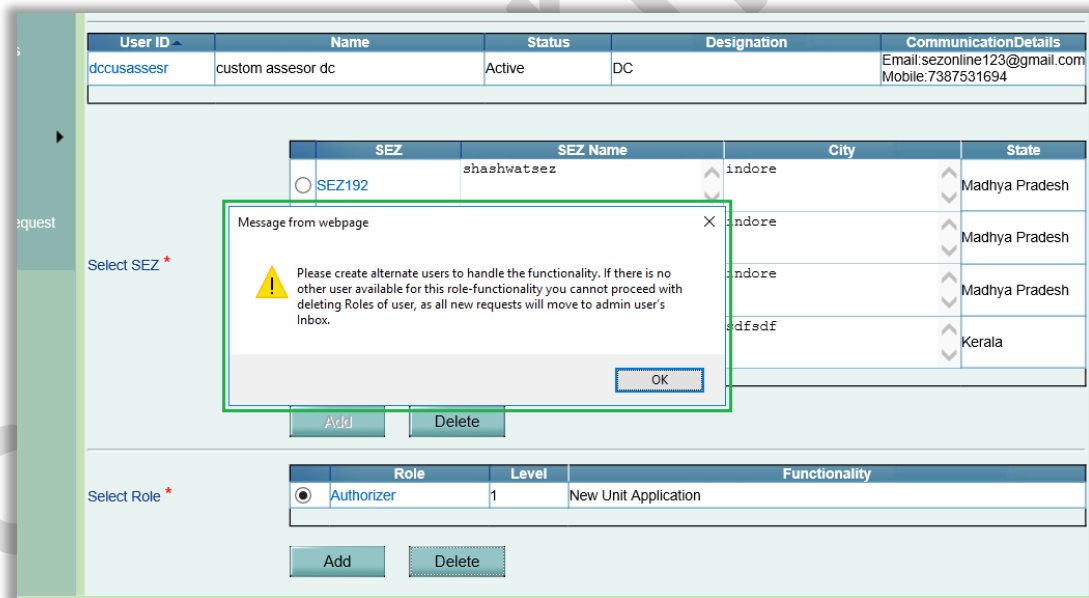 User ID Name Status Designation CommunicationDetails
dccusassesr custom assesor dc Active DC Email:sezonline123@gmail.com
Mobile:7387531694
SEZ SEZ Name City State
SEZ192 shashwatsez indore Madhya Pradesh
equest
Message from webpage
indore Madhya Pradesh
Select SEZ *
Please create alternate users to handle the functionality. If there is no
other user available for this role-functionality you cannot proceed with
deleting Roles of user, as all new requests will move to admin user's
Inbox.
indore Madhya Pradesh
sdfsdf Kerala
OK
Add Delete
Role Level Functionality
Select Role * Authorizer 1 New Unit Application
Add Delete